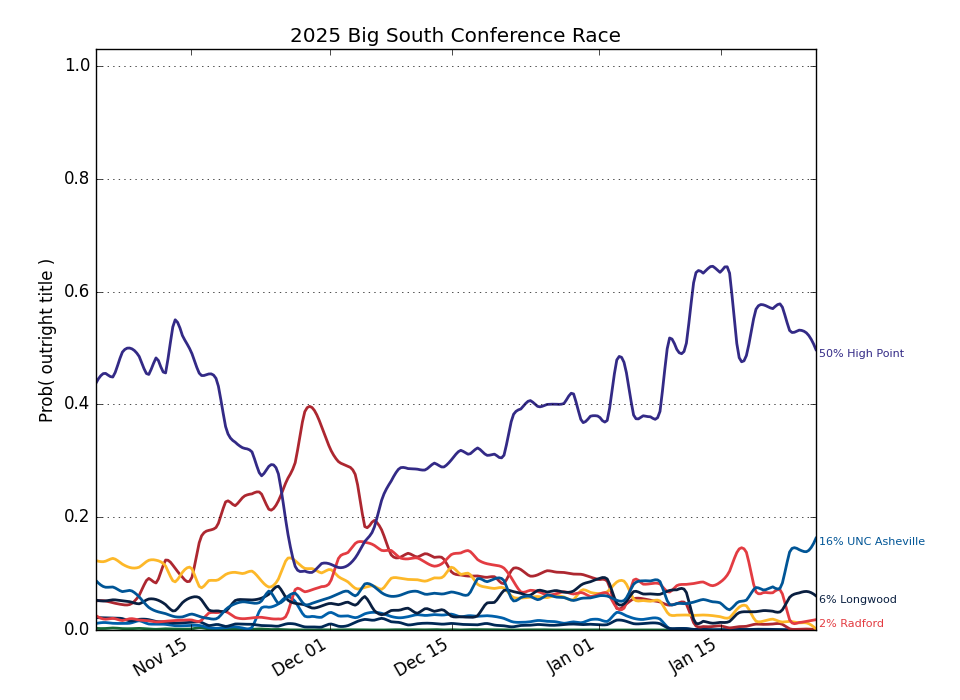 2025 Big South Conference Race
Prob( outright title )
1.0
0.8
0.6
0.4
0.2
0.0
50% High Point
16% UNC Asheville
6% Longwood
2% Radford
Nov 15
Dec 01
Dec 15
Jan 01
Jan 15